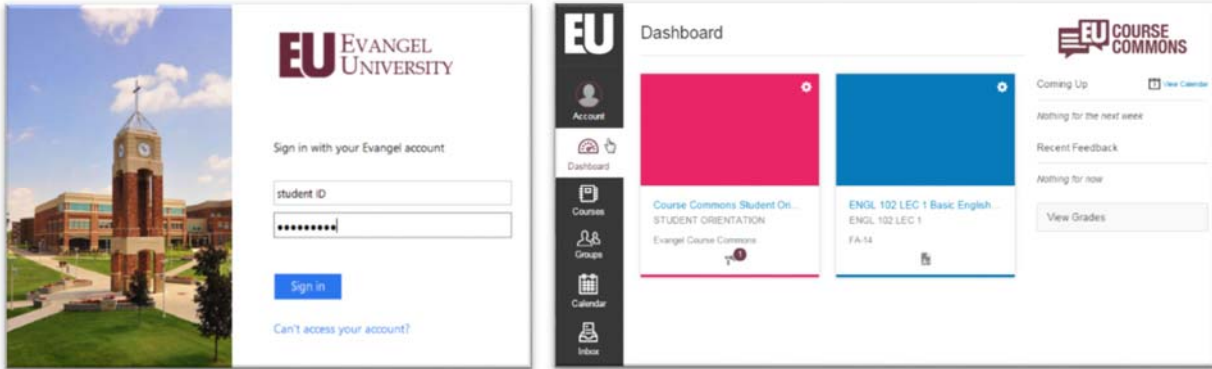 EU EVANGEL
UNIVERSITY
Sign in with your Evangel account
student ID
•••••••••
Sign in
Can't access your account?
EU
Account
Dashboard
Courses
Groups
Calendar
Inbox
Dashboard
Course Commons Student Ori...
STUDENT ORIENTATION
Evangel Course Commons
1
ENGL 102 LEC 1 Basic English...
ENGL 102 LEC 1
FA-14
EU COURSE
COMMONS
Coming Up
View Calendar
Nothing for the next week
Recent Feedback
Nothing for now
View Grades